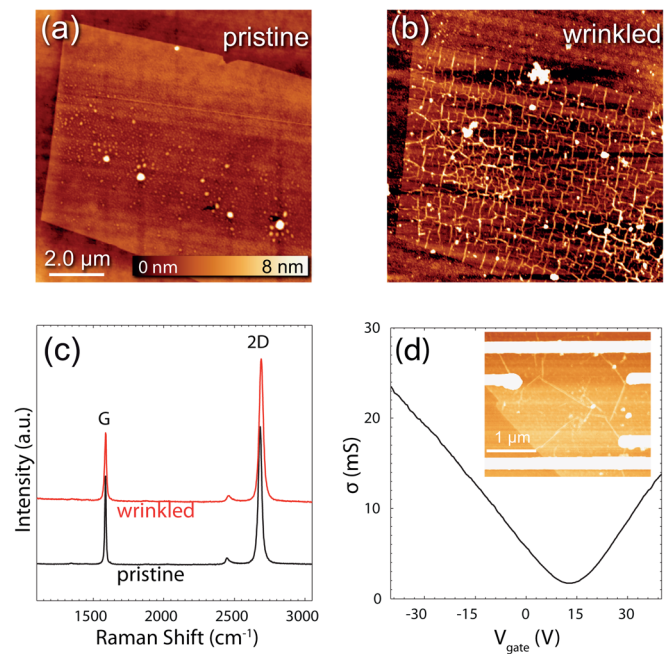 (a) pristine
(b) wrinkled
2.0 μm
0 nm 8 nm
(c)
2D
G
wrinkled
pristine
Intensity (a.u.)
1500 2000 2500 3000
Raman Shift (cm⁻¹)
(d)
1 μm
30
20
10
0
σ (mS)
-30 -15 0 15 30
V_gate (V)